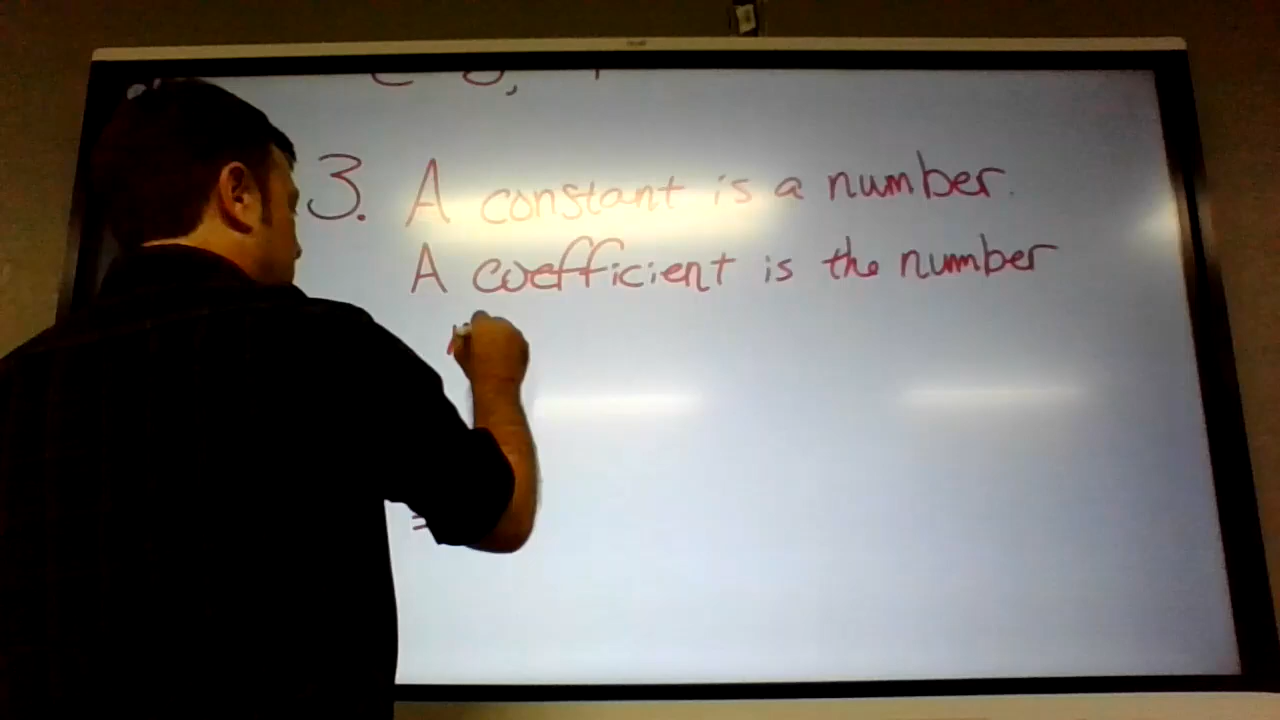 3. A constant is a number.
A coefficient is the number